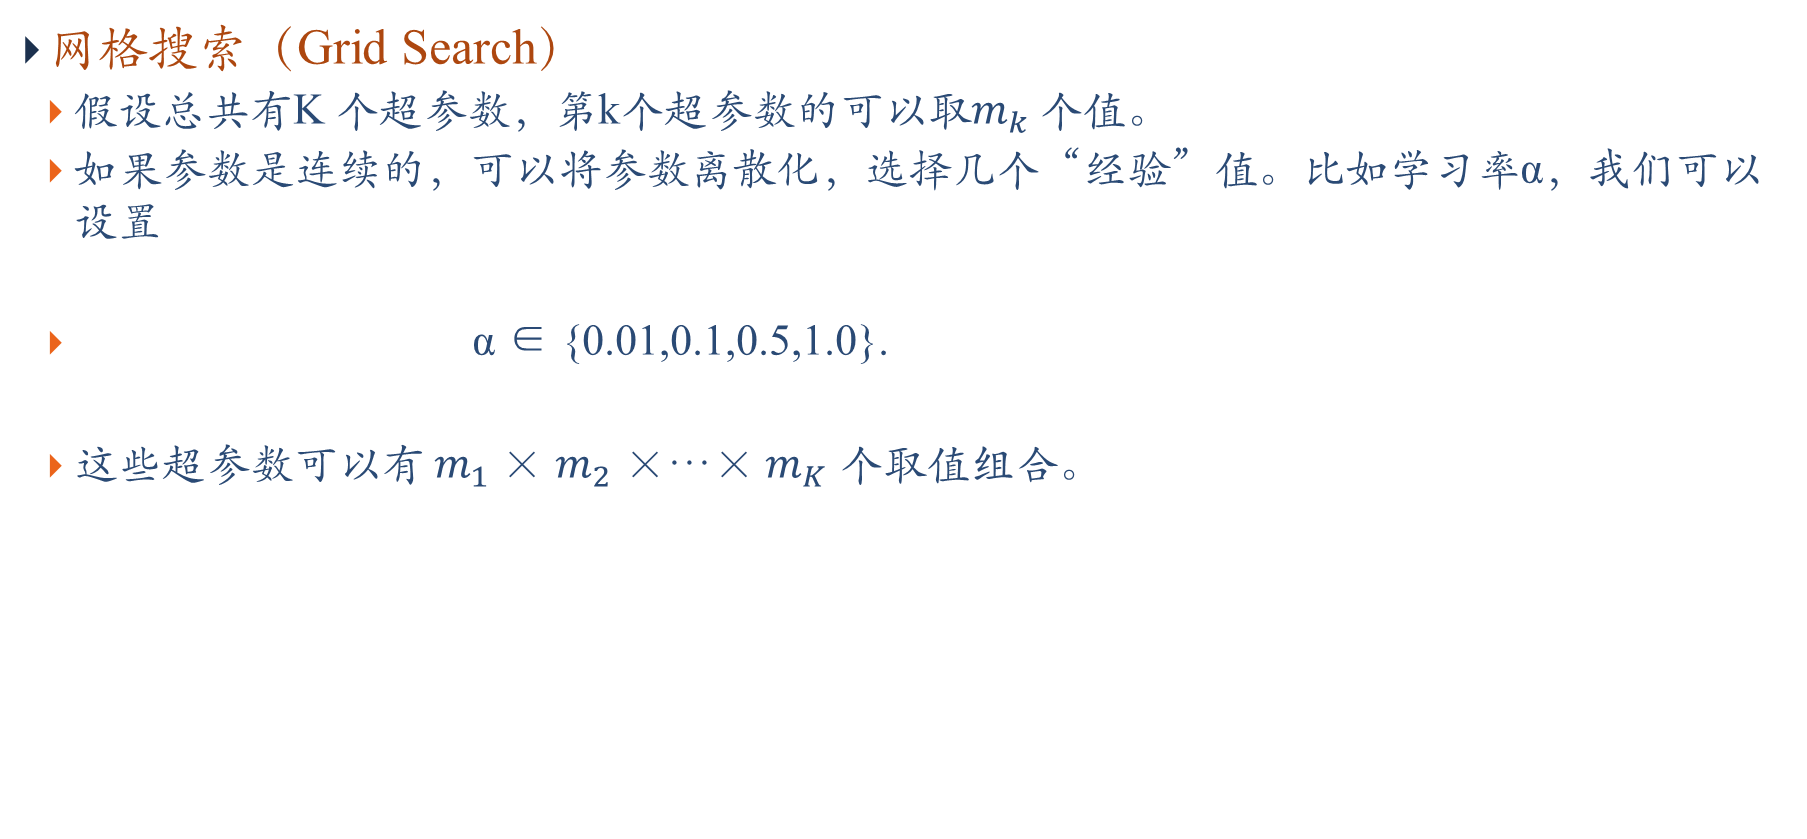 网格搜索（Grid Search）
假设总共有K 个超参数，第k个超参数的可以取𝑚ₖ 个值。
如果参数是连续的，可以将参数离散化，选择几个“经验”值。比如学习率α，我们可以
设置
α ∈ {0.01,0.1,0.5,1.0}.
这些超参数可以有 𝑚₁ × 𝑚₂ ×⋯× 𝑚_𝐾 个取值组合。